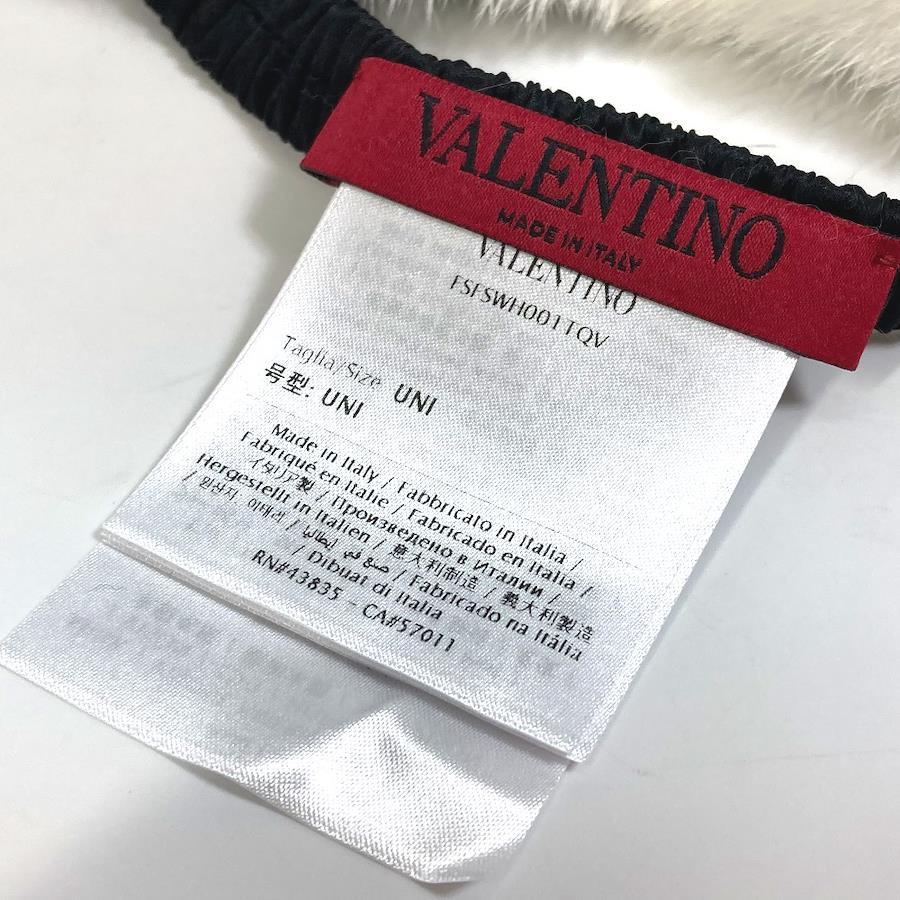 VALENTINO
MADE IN ITALY
VALENTINO
FSFSWH001TQV
Taglia/Size UNI
号型: UNI
Made in Italy / Fabbricato in Italia /
Fabriqué en Italie / Fabricado en Italia /
イタリア製 / Произведено в Италии /
Hergestellt in Italien / 意大利制造 / 義大利製造
/ 원산지: 이태리 / صنع في إيطاليا / Fabricado na Itália
/ Dibuat di Italia
RN#43835 - CA#57011